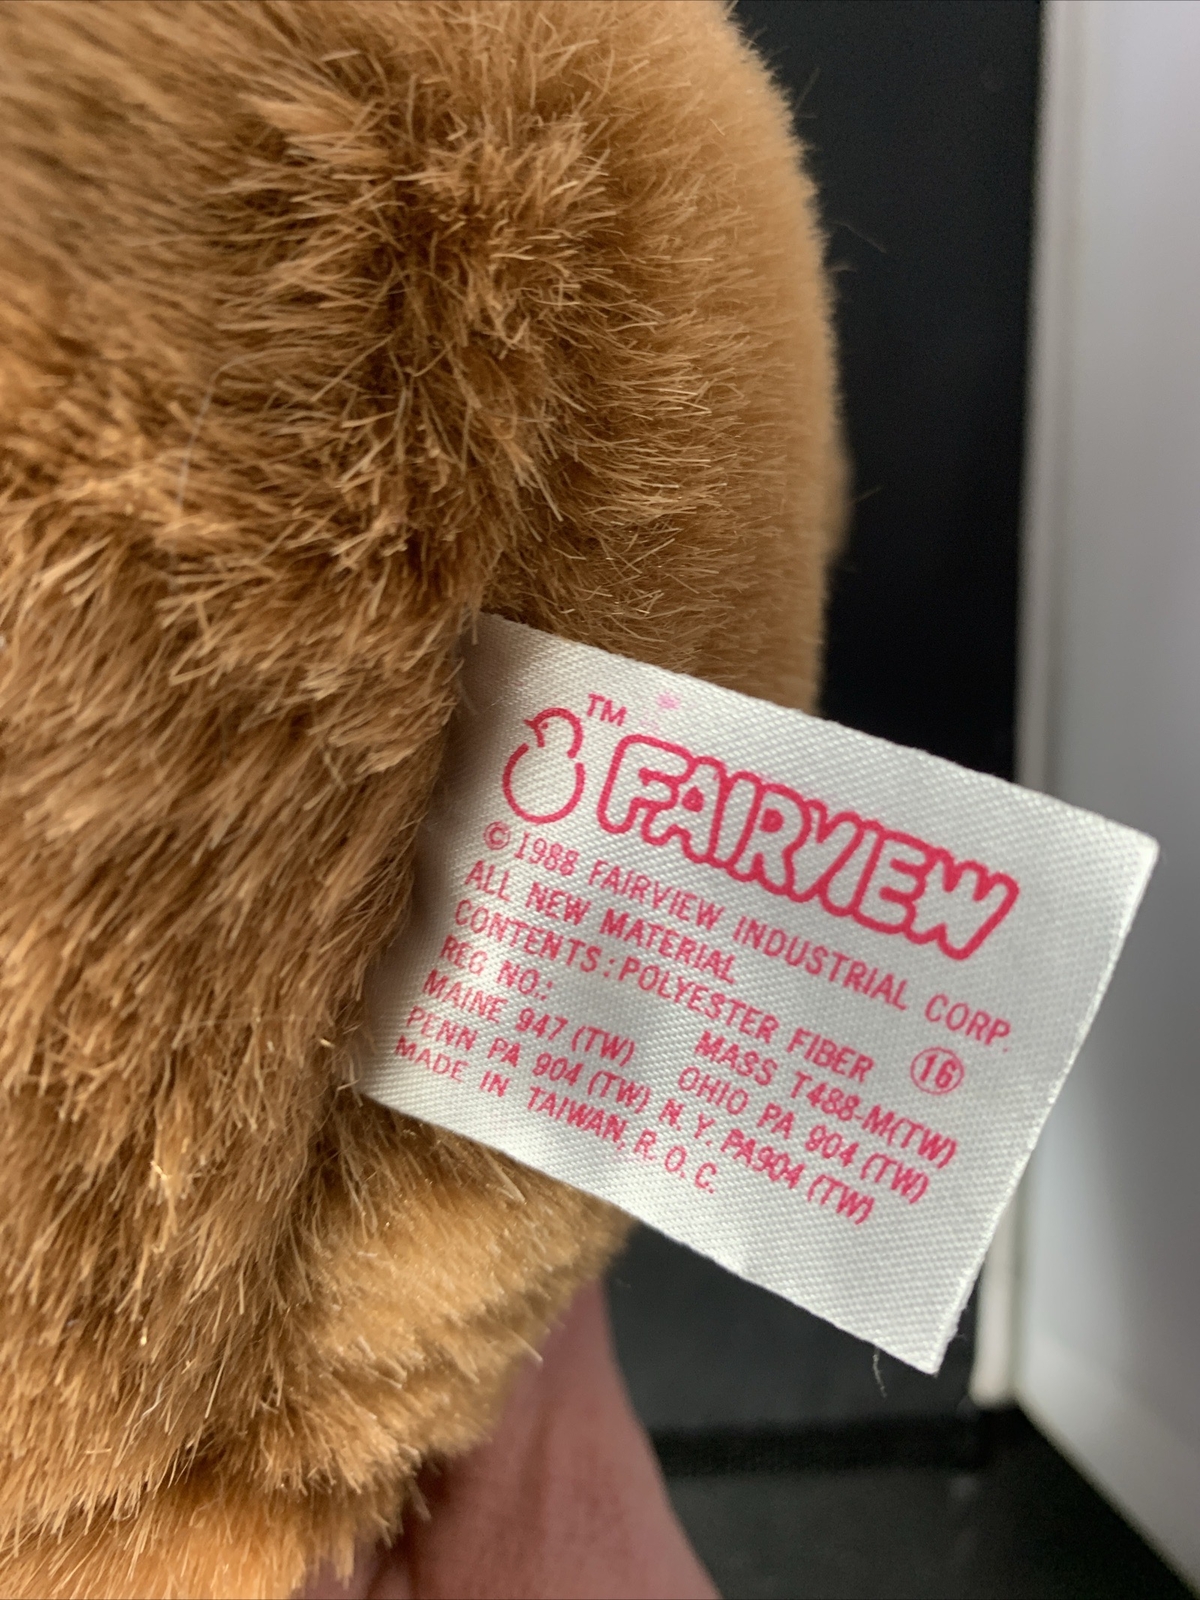 TM
FAIRVIEW
© 1988 FAIRVIEW INDUSTRIAL CORP.
ALL NEW MATERIAL
CONTENTS: POLYESTER FIBER 16
REG NO.:
MAINE 947 (TW) MASS T488-M(TW)
PENN PA 904 (TW) OHIO PA 904 (TW)
MADE IN TAIWAN, R. O. C. N. Y. PA904 (TW)